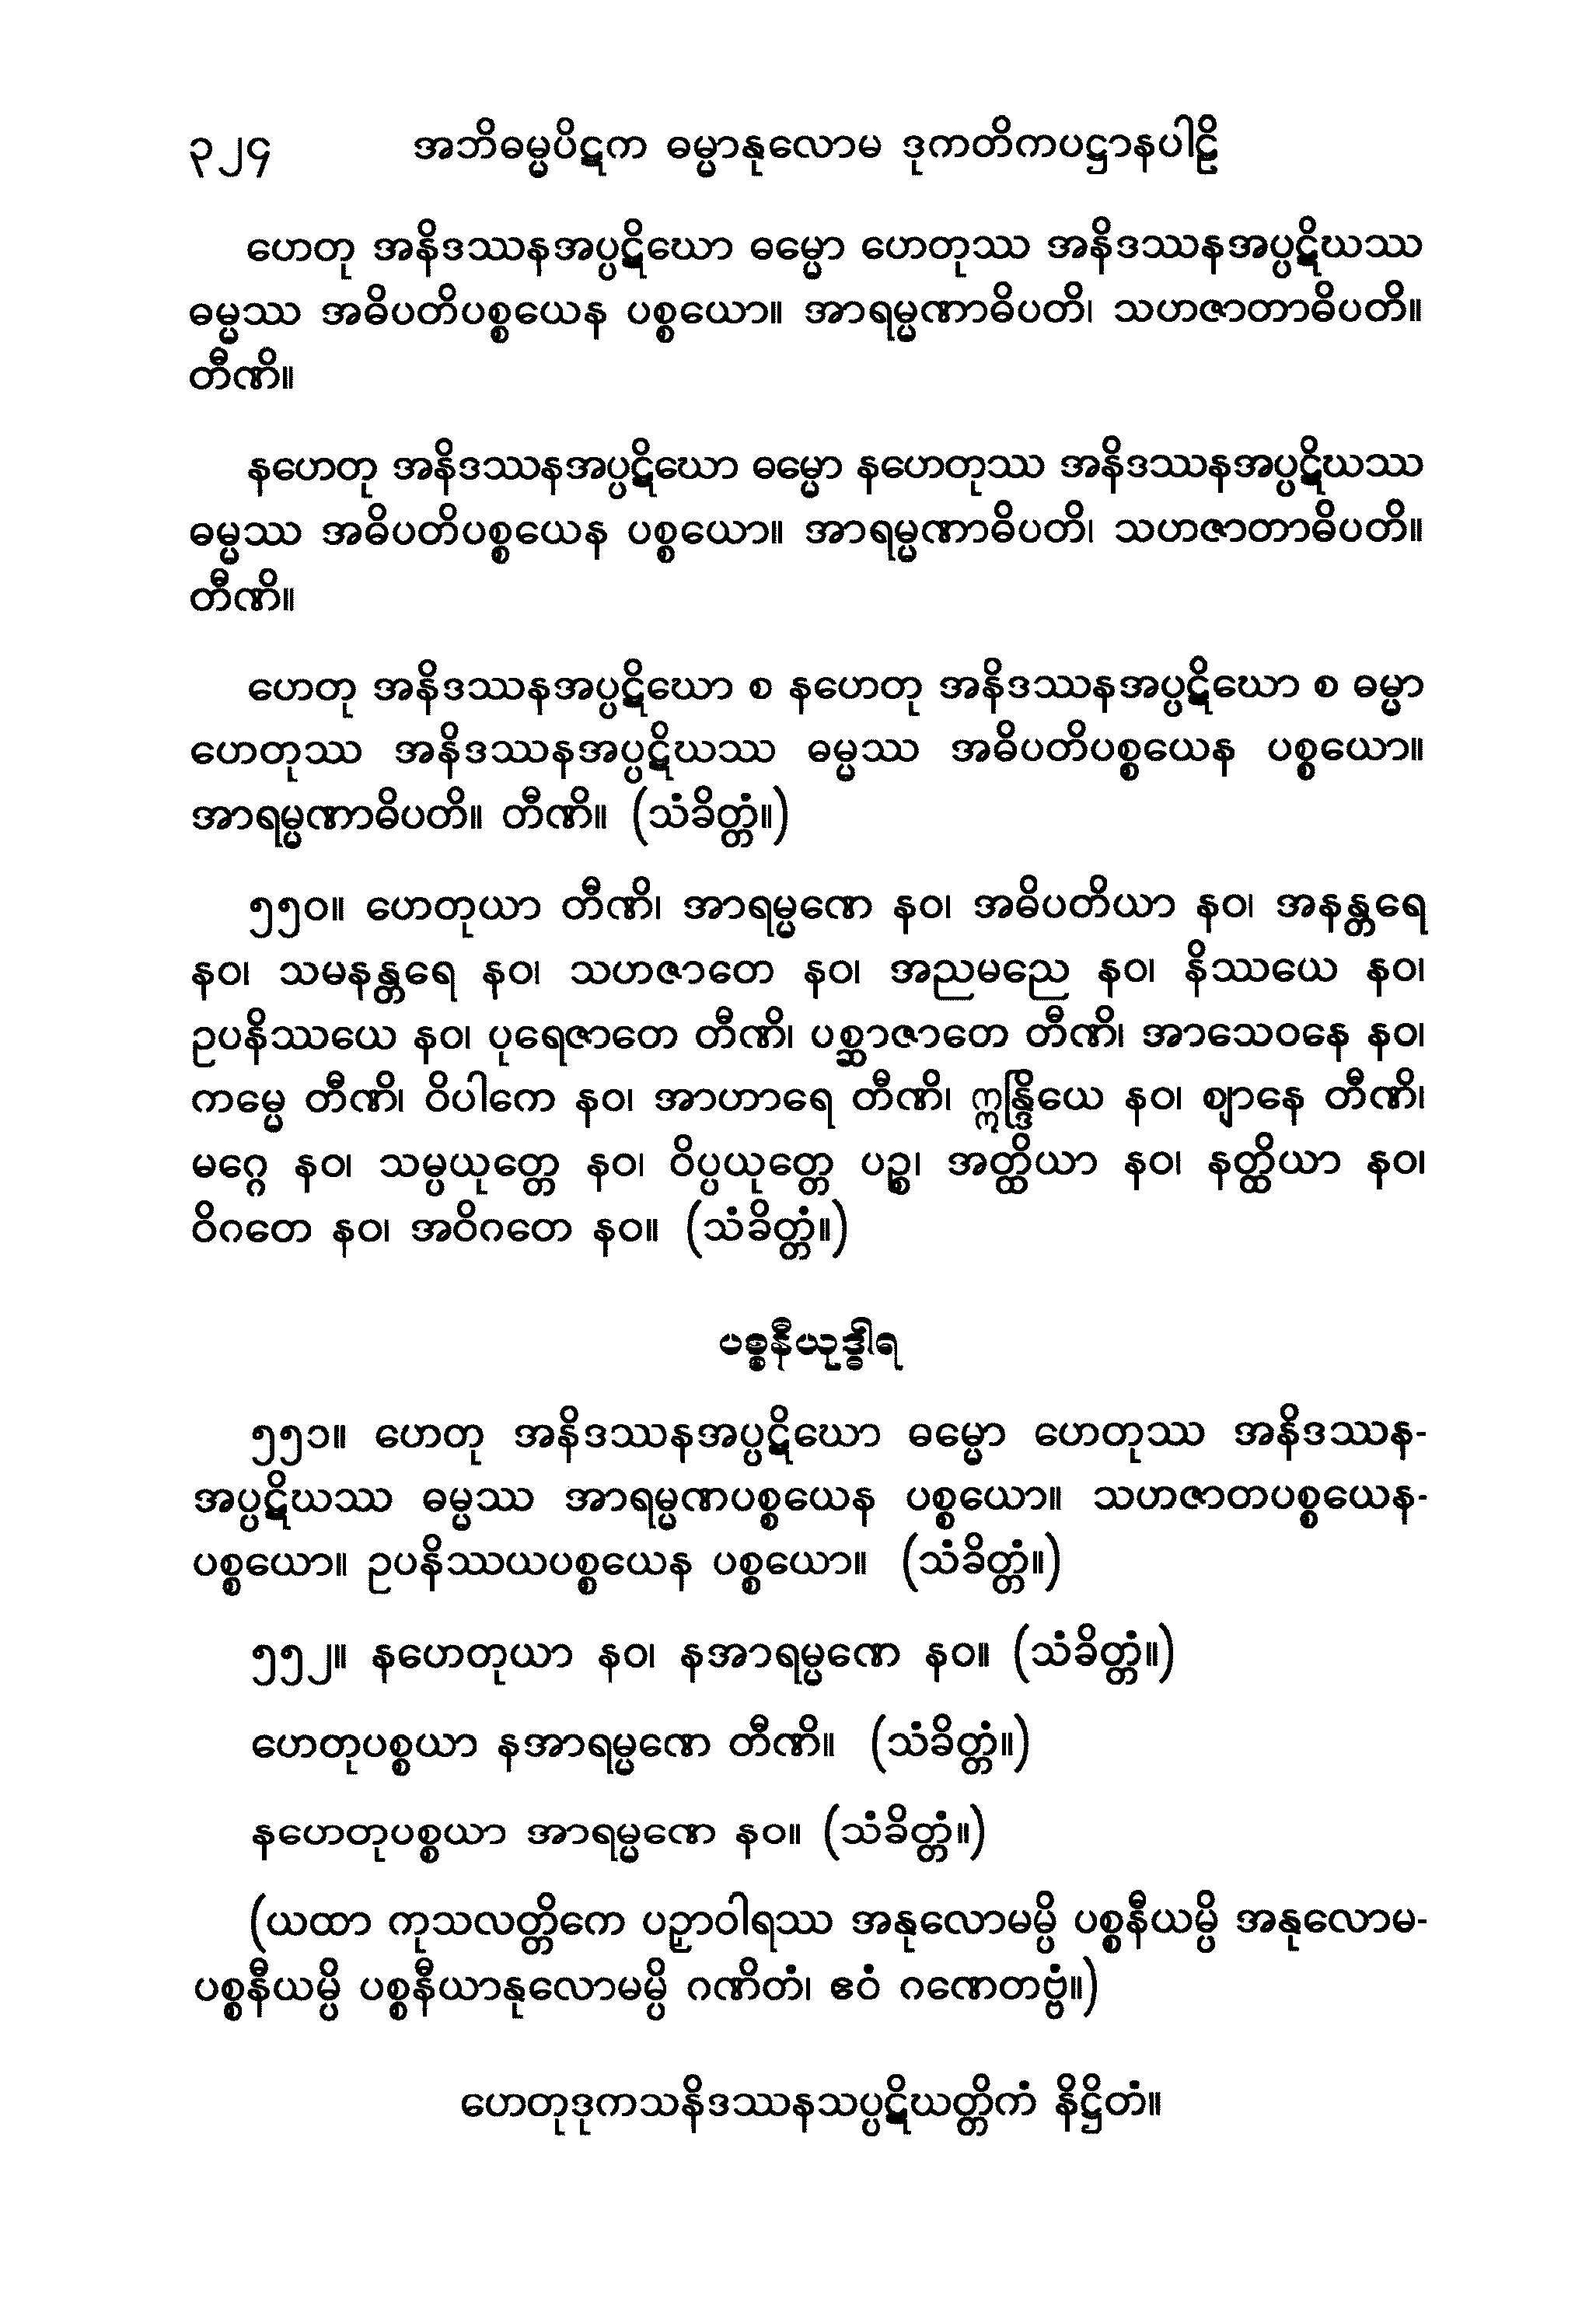 ၃၂၄ အဘိဓမ္မပိဋက ဓမ္မာနုလောမ ဒုကတိကပဋ္ဌာနပါဠိ
ဟေတု အနိဒဿနအပ္ပဋိဃော ဓမ္မော ဟေတုဿ အနိဒဿနအပ္ပဋိဃဿ
ဓမ္မဿ အဓိပတိပစ္စယေန ပစ္စယော။ အာရမ္မဏာဓိပတိ၊ သဟဇာတာဓိပတိ။
တီဏိ။
နဟေတု အနိဒဿနအပ္ပဋိဃော ဓမ္မော နဟေတုဿ အနိဒဿနအပ္ပဋိဃဿ
ဓမ္မဿ အဓိပတိပစ္စယေန ပစ္စယော။ အာရမ္မဏာဓိပတိ၊ သဟဇာတာဓိပတိ။
တီဏိ။
ဟေတု အနိဒဿနအပ္ပဋိဃော စ နဟေတု အနိဒဿနအပ္ပဋိဃော စ ဓမ္မာ
ဟေတုဿ အနိဒဿနအပ္ပဋိဃဿ ဓမ္မဿ အဓိပတိပစ္စယေန ပစ္စယော။
အာရမ္မဏာဓိပတိ။ တီဏိ။ (သံခိတ္တံ။)
၅၅၀။ ဟေတုယာ တီဏိ၊ အာရမ္မဏေ နဝ၊ အဓိပတိယာ နဝ၊ အနန္တရေ
နဝ၊ သမနန္တရေ နဝ၊ သဟဇာတေ နဝ၊ အညမညေ နဝ၊ နိဿယေ နဝ၊
ဥပနိဿယေ နဝ၊ ပုရေဇာတေ တီဏိ၊ ပစ္ဆာဇာတေ တီဏိ၊ အာသေဝနေ နဝ၊
ကမ္မေ တီဏိ၊ ဝိပါကေ နဝ၊ အာဟာရေ တီဏိ၊ ဣန္ဒြိယေ နဝ၊ ဈာနေ တီဏိ၊
မဂ္ဂေ နဝ၊ သမ္ပယုတ္တေ နဝ၊ ဝိပ္ပယုတ္တေ ပဉ္စ၊ အတ္ထိယာ နဝ၊ နတ္ထိယာ နဝ၊
ဝိဂတေ နဝ၊ အဝိဂတေ နဝ။ (သံခိတ္တံ။)
ပစ္စနီယုဒ္ဓါရ
၅၅၁။ ဟေတု အနိဒဿနအပ္ပဋိဃော ဓမ္မော ဟေတုဿ အနိဒဿန-
အပ္ပဋိဃဿ ဓမ္မဿ အာရမ္မဏပစ္စယေန ပစ္စယော။ သဟဇာတပစ္စယေန-
ပစ္စယော။ ဥပနိဿယပစ္စယေန ပစ္စယော။ (သံခိတ္တံ။)
၅၅၂။ နဟေတုယာ နဝ၊ နအာရမ္မဏေ နဝ။ (သံခိတ္တံ။)
ဟေတုပစ္စယာ နအာရမ္မဏေ တီဏိ။ (သံခိတ္တံ။)
နဟေတုပစ္စယာ အာရမ္မဏေ နဝ။ (သံခိတ္တံ။)
(ယထာ ကုသလတ္တိကေ ပဉှာဝါရဿ အနုလောမမ္ပိ ပစ္စနီယမ္ပိ အနုလောမ-
ပစ္စနီယမ္ပိ ပစ္စနီယာနုလောမမ္ပိ ဂဏိတံ၊ ဧဝံ ဂဏေတဗ္ဗံ။)
ဟေတုဒုကသနိဒဿနသပ္ပဋိဃတ္တိကံ နိဋ္ဌိတံ။